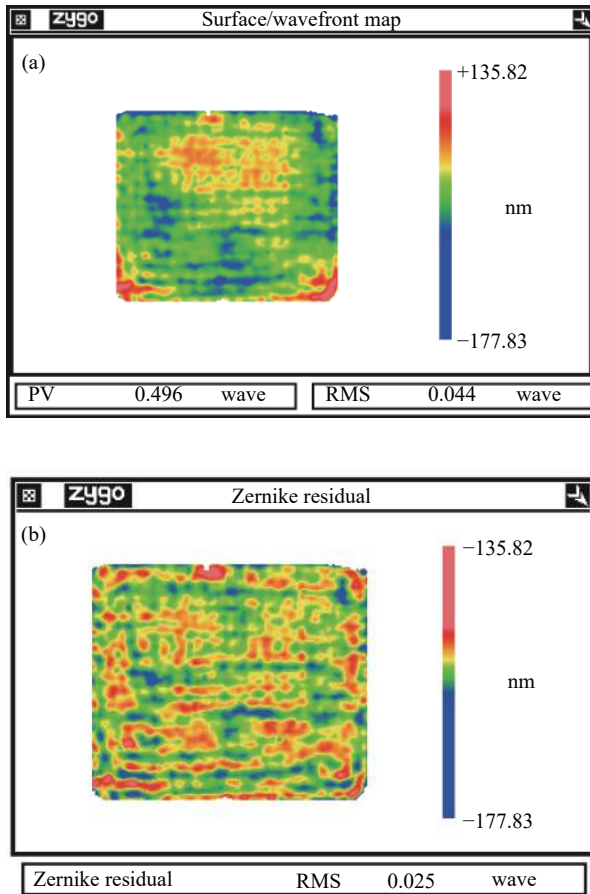 zygo Surface/wavefront map
(a)
+135.82
nm
−177.83
PV 0.496 wave RMS 0.044 wave
zygo Zernike residual
(b)
−135.82
nm
−177.83
Zernike residual RMS 0.025 wave